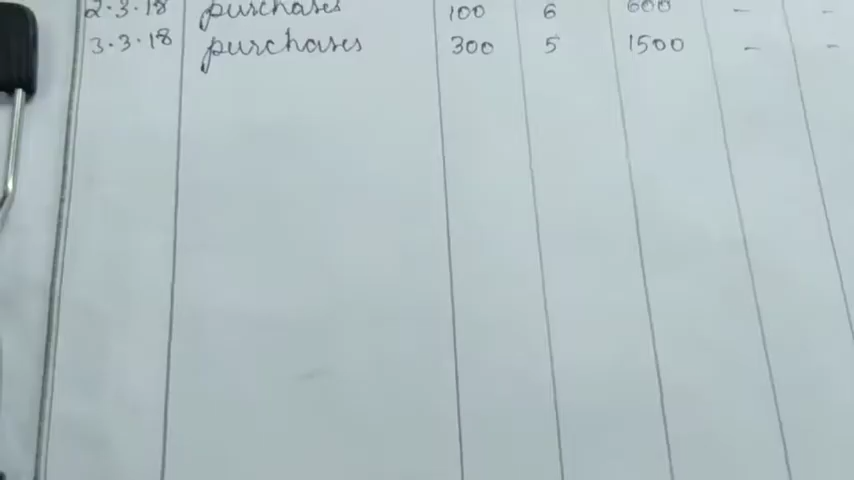 2.3.18 purchases 100 6 600 - -
3.3.18 purchases 300 5 1500 - -